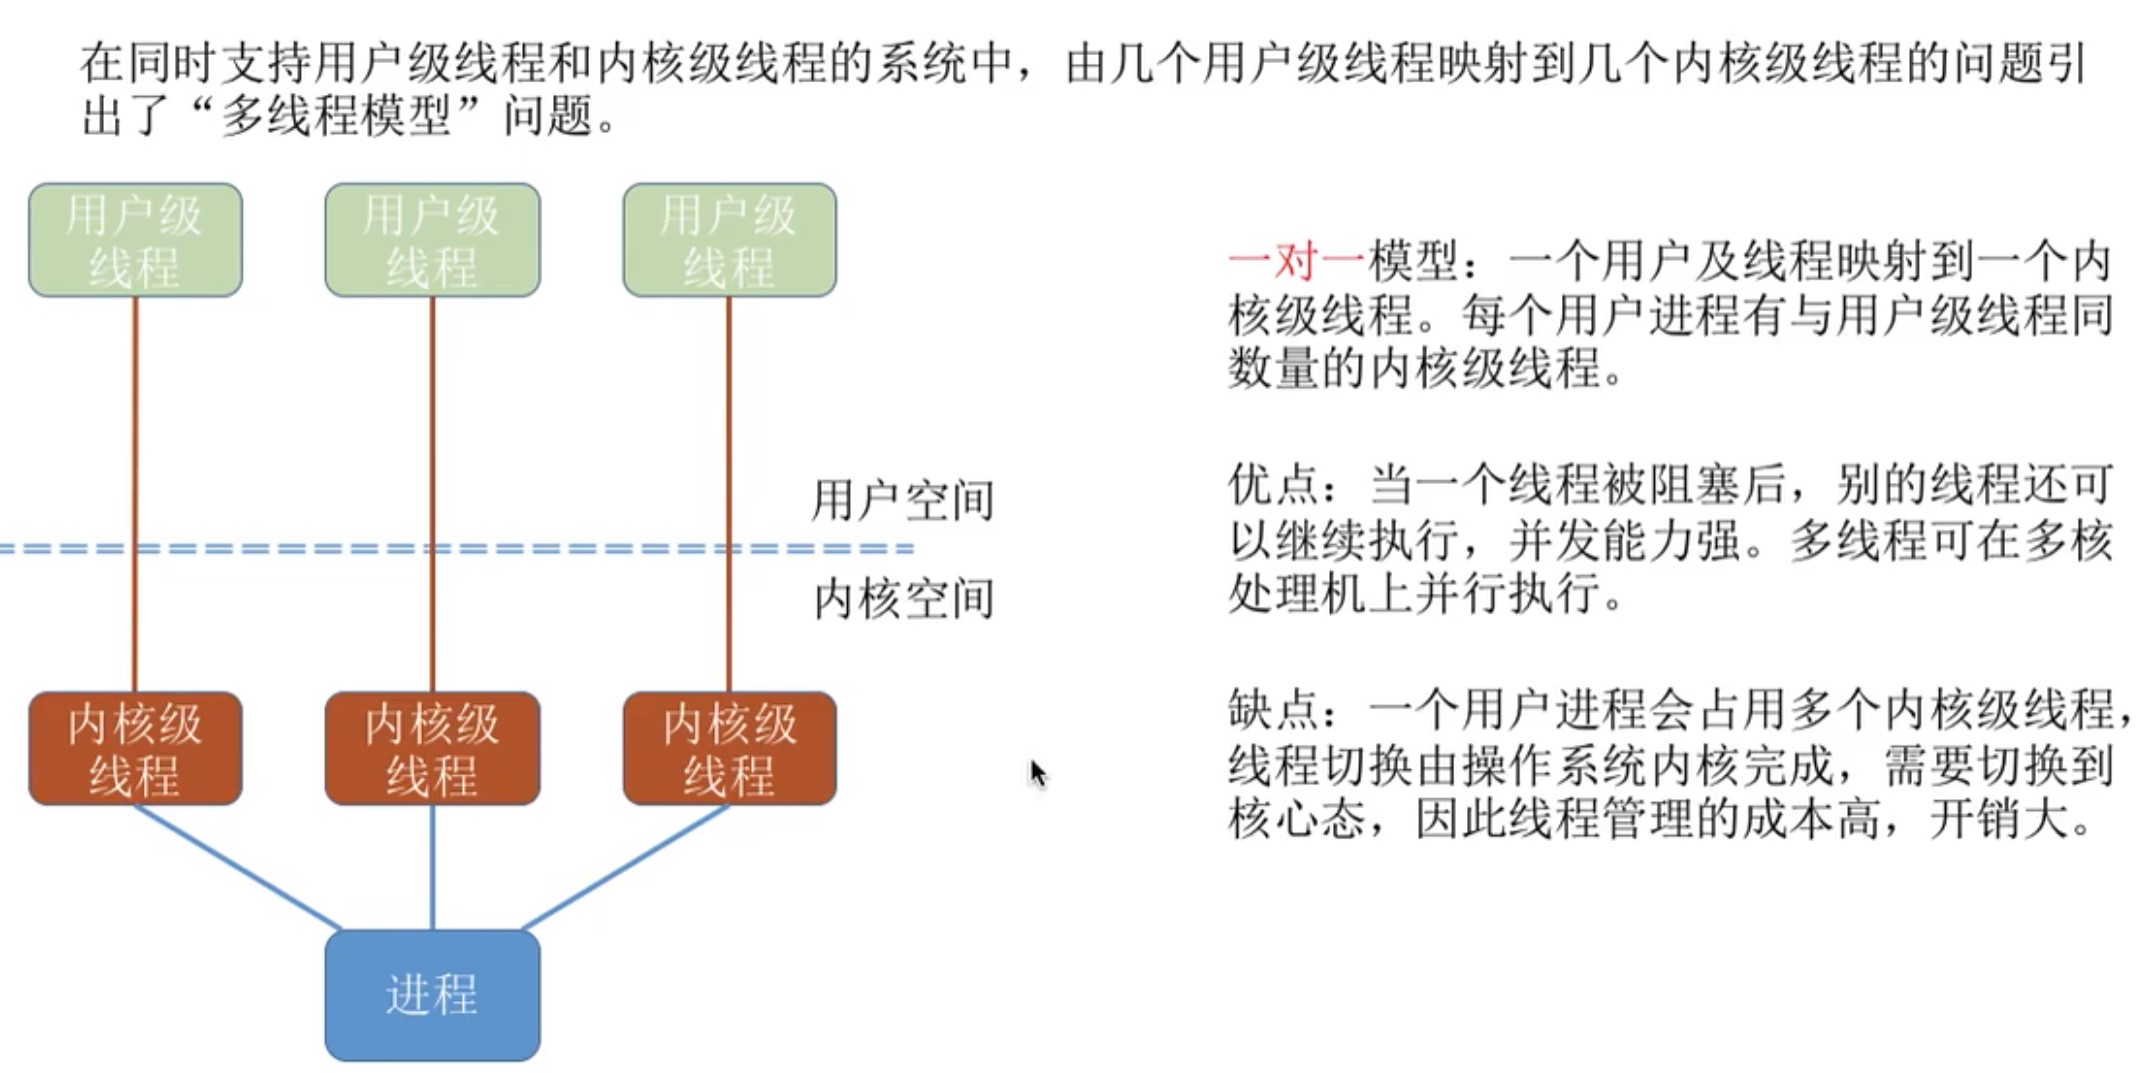 在同时支持用户级线程和内核级线程的系统中，由几个用户级线程映射到几个内核级线程的问题引
出了“多线程模型”问题。
用户级
线程
用户级
线程
用户级
线程
用户空间
内核空间
内核级
线程
内核级
线程
内核级
线程
进程
一对一模型：一个用户及线程映射到一个内
核级线程。每个用户进程有与用户级线程同
数量的内核级线程。
优点：当一个线程被阻塞后，别的线程还可
以继续执行，并发能力强。多线程可在多核
处理机上并行执行。
缺点：一个用户进程会占用多个内核级线程，
线程切换由操作系统内核完成，需要切换到
核心态，因此线程管理的成本高，开销大。